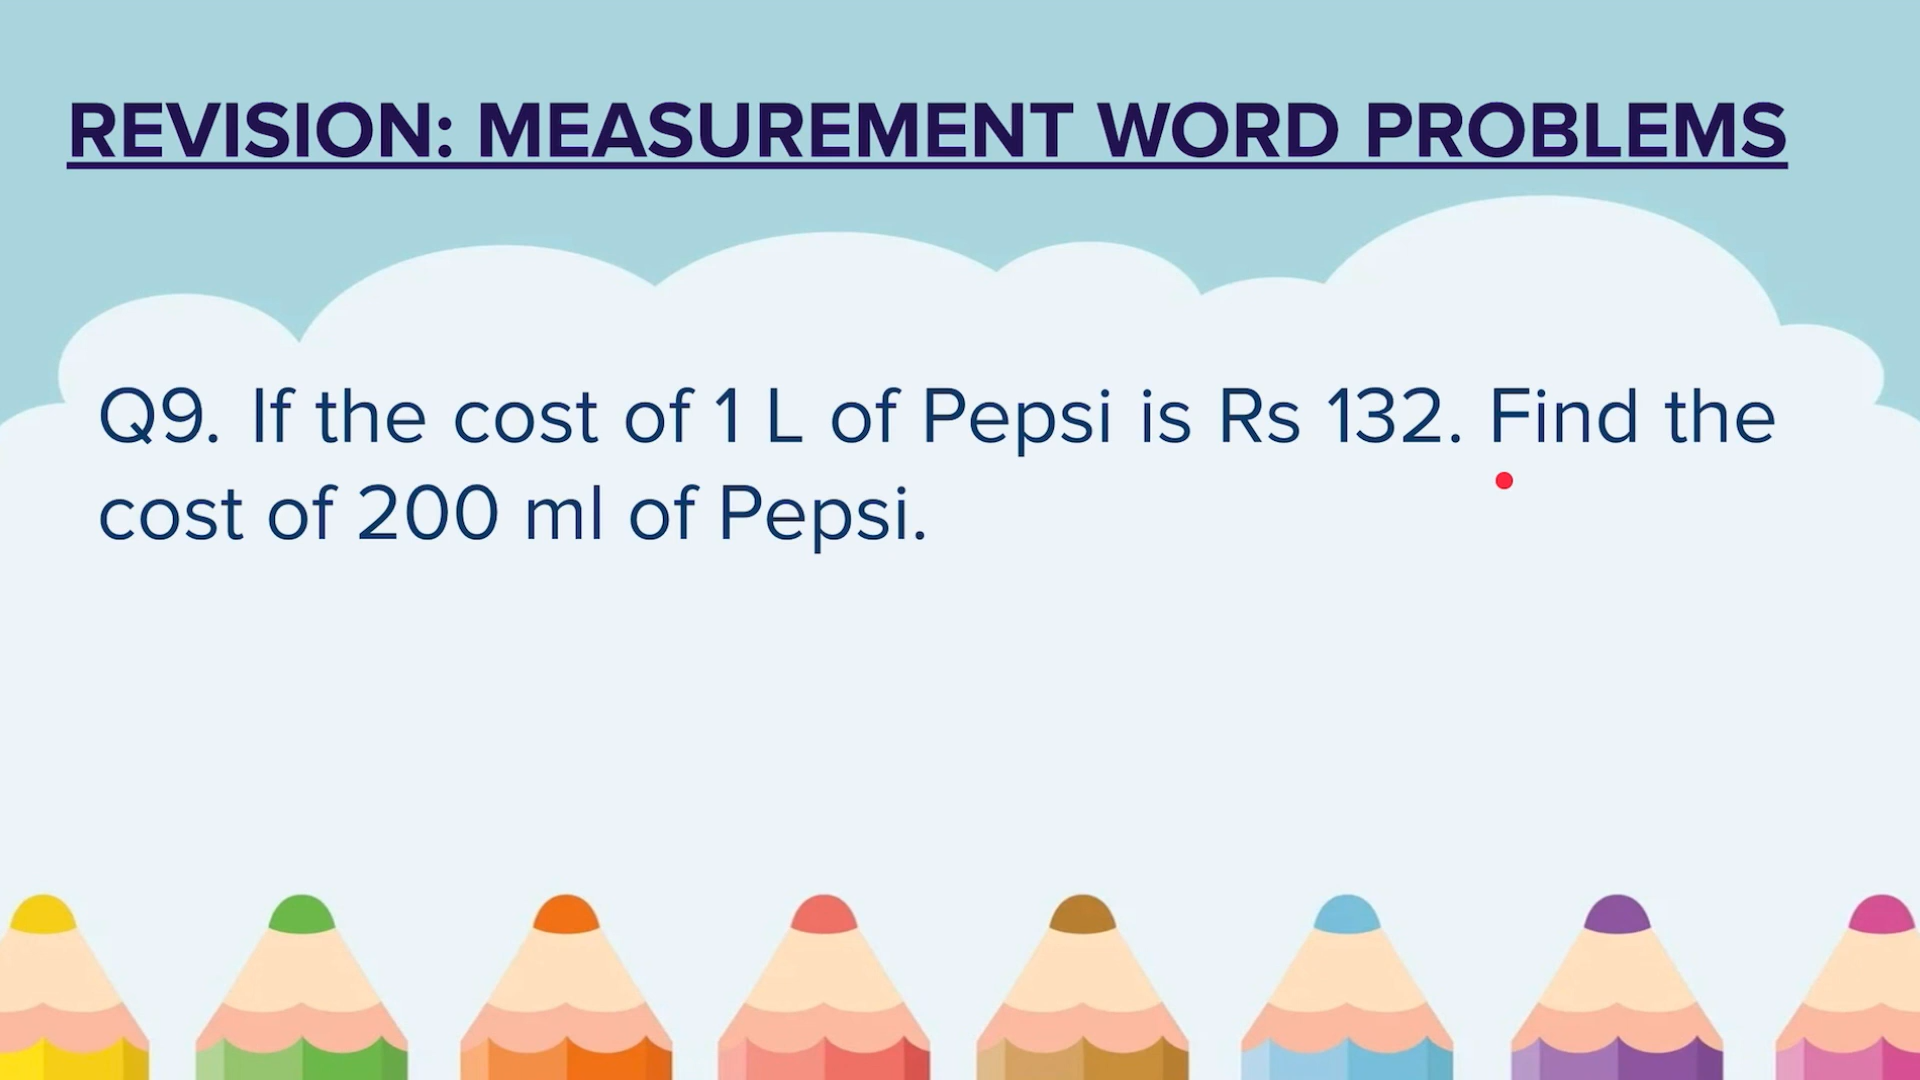 REVISION: MEASUREMENT WORD PROBLEMS
Q9. If the cost of 1 L of Pepsi is Rs 132. Find the
cost of 200 ml of Pepsi.